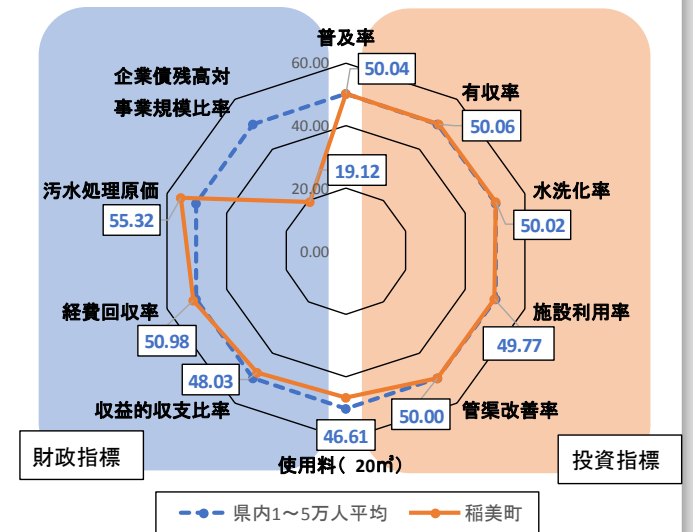 普及率
60.00
50.04
企業債残高対
事業規模比率
有収率
50.06
40.00
19.12
20.00
汚水処理原価
55.32
水洗化率
50.02
0.00
経費回収率
50.98
施設利用率
49.77
48.03
収益的収支比率
50.00
管渠改善率
46.61
使用料( 20㎥)
財政指標
投資指標
県内1～5万人平均
稲美町